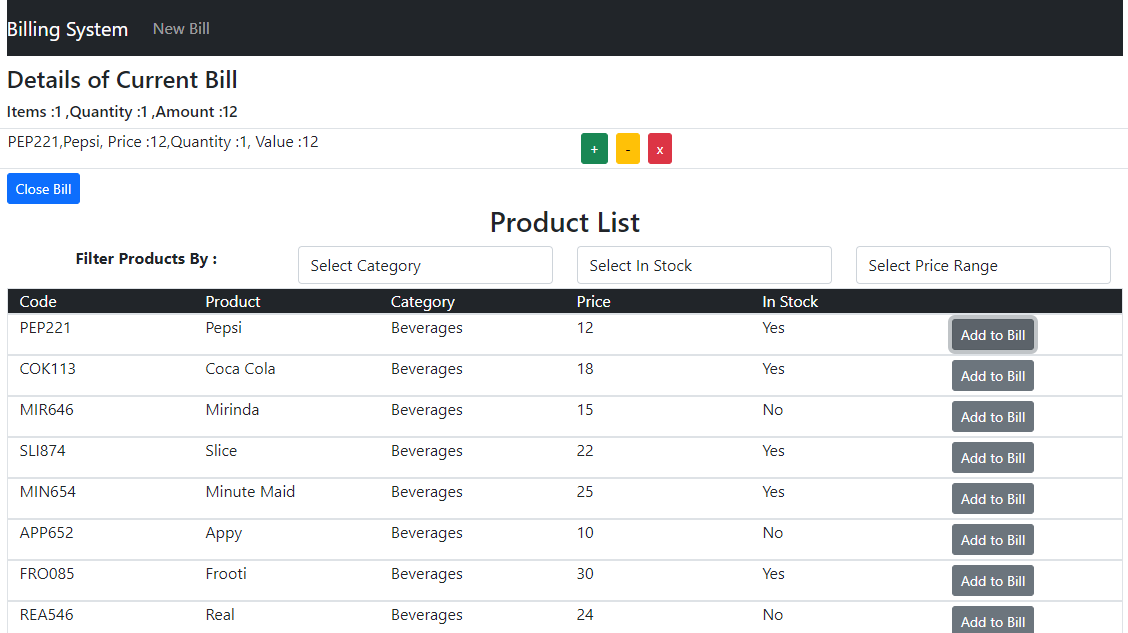 Billing System New Bill
Details of Current Bill
Items :1 ,Quantity :1 ,Amount :12
PEP221,Pepsi, Price :12,Quantity :1, Value :12 + - x
Close Bill
Product List
Filter Products By : Select Category Select In Stock Select Price Range
Code Product Category Price In Stock
PEP221 Pepsi Beverages 12 Yes Add to Bill
COK113 Coca Cola Beverages 18 Yes Add to Bill
MIR646 Mirinda Beverages 15 No Add to Bill
SLI874 Slice Beverages 22 Yes Add to Bill
MIN654 Minute Maid Beverages 25 Yes Add to Bill
APP652 Appy Beverages 10 No Add to Bill
FRO085 Frooti Beverages 30 Yes Add to Bill
REA546 Real Beverages 24 No Add to Bill